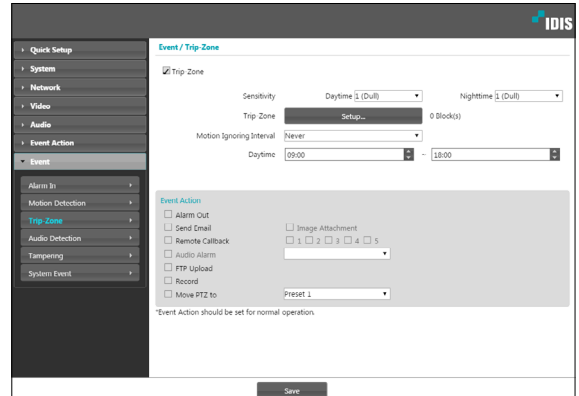 IDIS
Quick Setup
System
Network
Video
Audio
Event Action
Event
Alarm In
Motion Detection
Trip-Zone
Audio Detection
Tampering
System Event
Event / Trip-Zone
Trip-Zone
Sensitivity Daytime 1 (Dull) Nighttime 1 (Dull)
Trip Zone Setup... 0 Block(s)
Motion Ignoring Interval Never
Daytime 09:00 ~ 18:00
Event Action
Alarm Out
Send Email Image Attachment
Remote Callback 1 2 3 4 5
Audio Alarm
FTP Upload
Record
Move PTZ to Preset 1
*Event Action should be set for normal operation.
Save